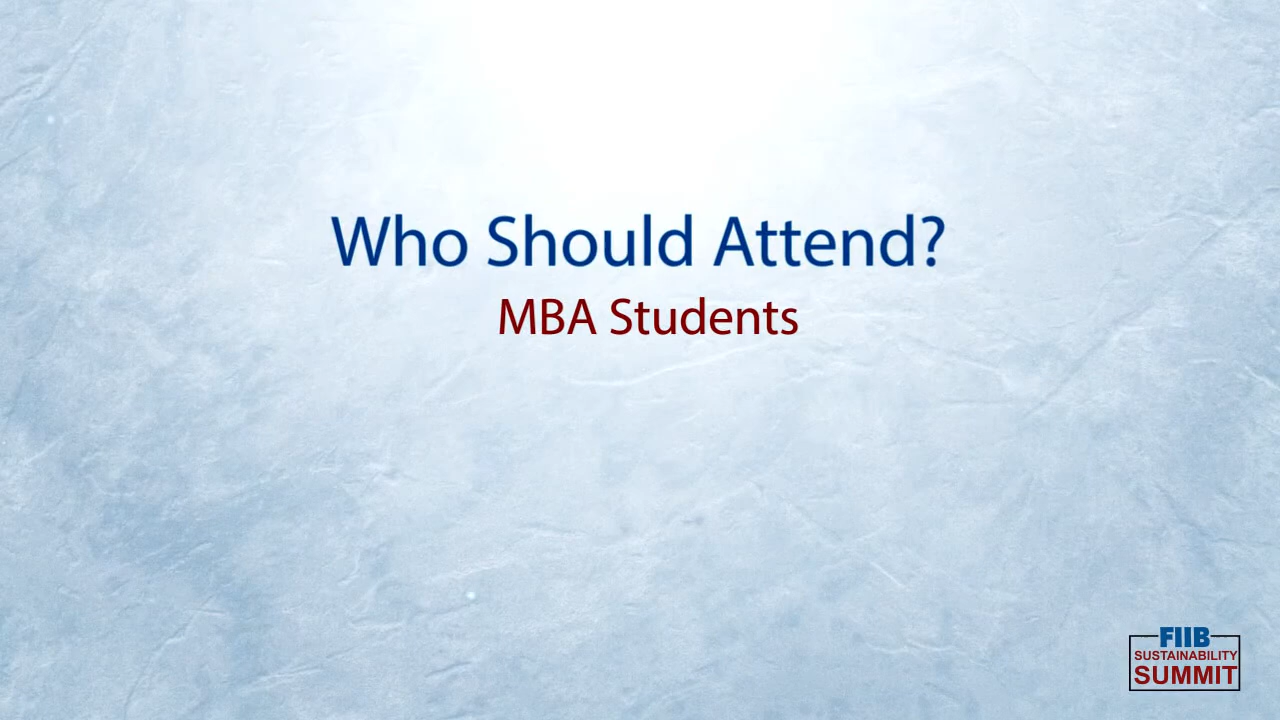 Who Should Attend?
MBA Students
FIIB
SUSTAINABILITY
SUMMIT